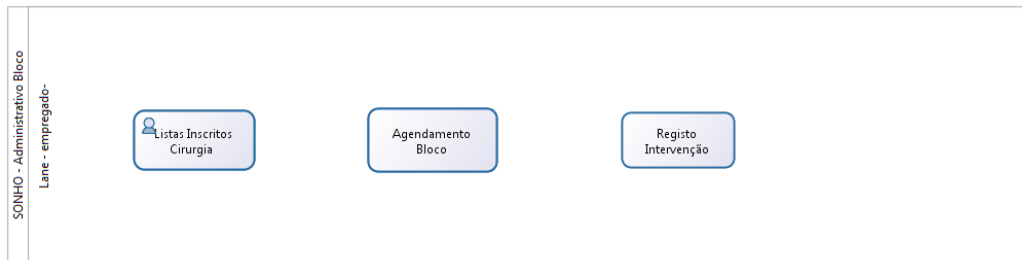 SONHO - Administrativo Bloco
Lane - empregado-
Listas Inscritos
Cirurgia
Agendamento
Bloco
Registo
Intervenção